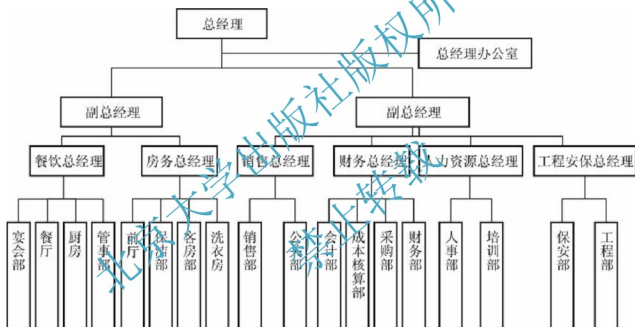 总经理
总经理办公室
副总经理
副总经理
餐饮总经理
房务总经理
销售总经理
财务总经理
人力资源总经理
工程安保总经理
宴会部
餐厅
厨房
管事部
前厅
保洁部
客房部
洗衣房
销售部
公关部
会计部
成本核算部
采购部
财务部
人事部
培训部
保安部
工程部
北京大学出版社版权所
禁止转载